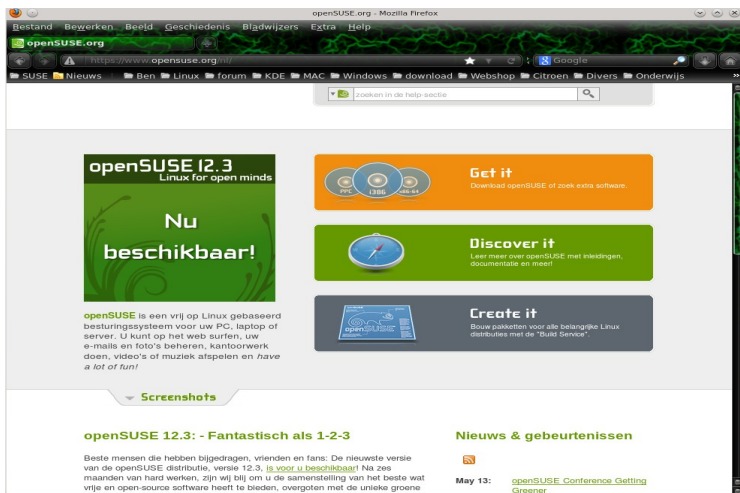 openSUSE.org - Mozilla Firefox
Bestand Bewerken Beeld Geschiedenis Bladwijzers Extra Help
openSUSE.org
https://www.opensuse.org/nl/
Google
SUSE Nieuws Ben Linux forum KDE MAC Windows download Webshop Citroen Divers Onderwijs »
zoeken in de help-sectie
openSUSE 12.3
Linux for open minds
Nu
beschikbaar!
PPC i386 x86-64
Get it
Download openSUSE of zoek extra software.
Discover it
Leer meer over openSUSE met inleidingen,
documentatie en meer!
openSUSE
Create it
Bouw pakketten voor alle belangrijke Linux
distributies met de "Build Service".
openSUSE is een vrij op Linux gebaseerd
besturingssysteem voor uw PC, laptop of
server. U kunt op het web surfen, uw
e-mails en foto's beheren, kantoorwerk
doen, video's of muziek afspelen en have
a lot of fun!
Screenshots
openSUSE 12.3: - Fantastisch als 1-2-3
Beste mensen die hebben bijgedragen, vrienden en fans: De nieuwste versie
van de openSUSE distributie, versie 12.3, is voor u beschikbaar! Na zes
maanden van hard werken, zijn wij blij om u de samenstelling van het beste wat
vrije en open-source software heeft te bieden, overgoten met de unieke groene
Nieuws & gebeurtenissen
May 13: openSUSE Conference Getting
Greener